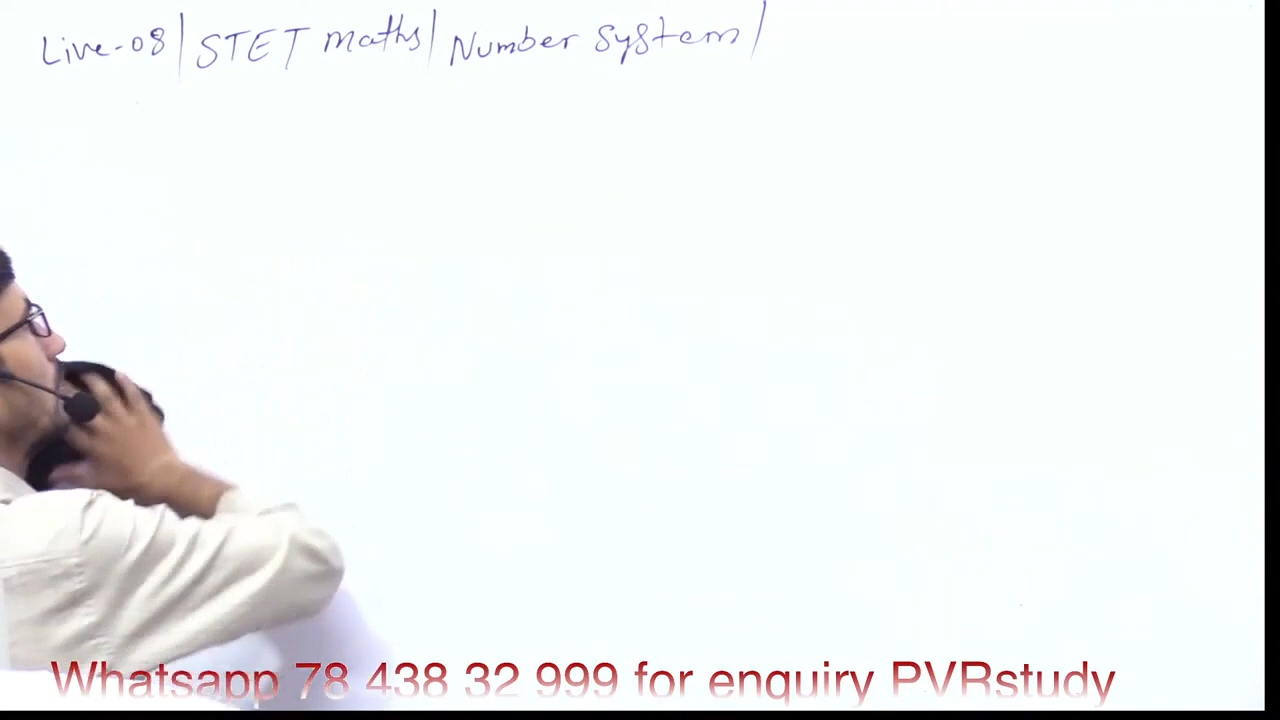 Live-08 | STET maths | Number System |
Whatsapp 78 438 32 999 for enquiry PVRstudy